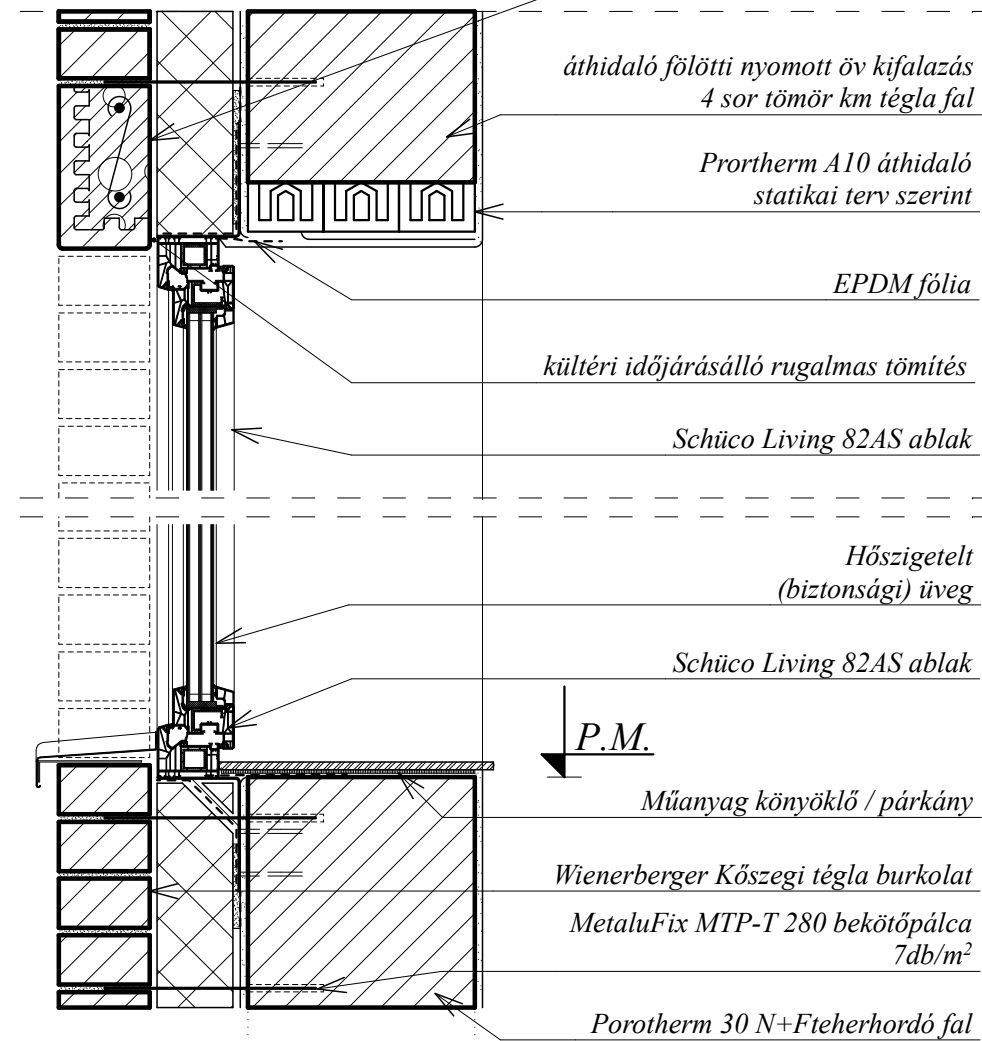 áthidaló fölötti nyomott öv kifalazás
4 sor tömör km tégla fal
Prortherm A10 áthidaló
statikai terv szerint
EPDM fólia
kültéri időjárásálló rugalmas tömítés
Schüco Living 82AS ablak
Hőszigetelt
(biztonsági) üveg
Schüco Living 82AS ablak
P.M.
Műanyag könyöklő / párkány
Wienerberger Kőszegi tégla burkolat
MetaluFix MTP-T 280 bekötőpálca
7db/m²
Porotherm 30 N+Fteherhordó fal